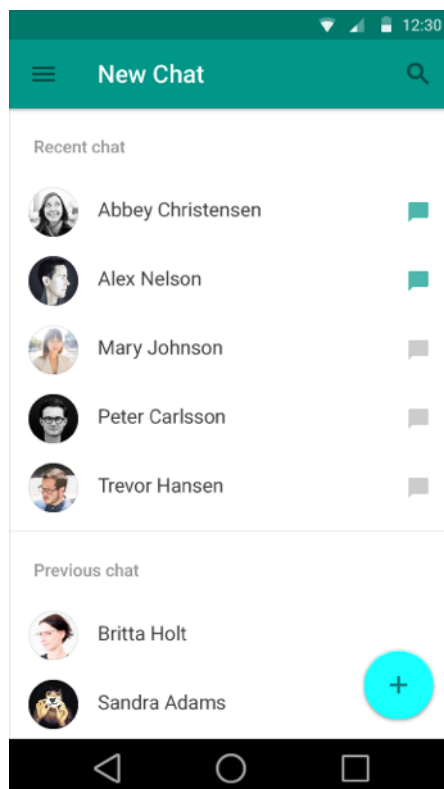 12:30
New Chat
Recent chat
Abbey Christensen
Alex Nelson
Mary Johnson
Peter Carlsson
Trevor Hansen
Previous chat
Britta Holt
Sandra Adams